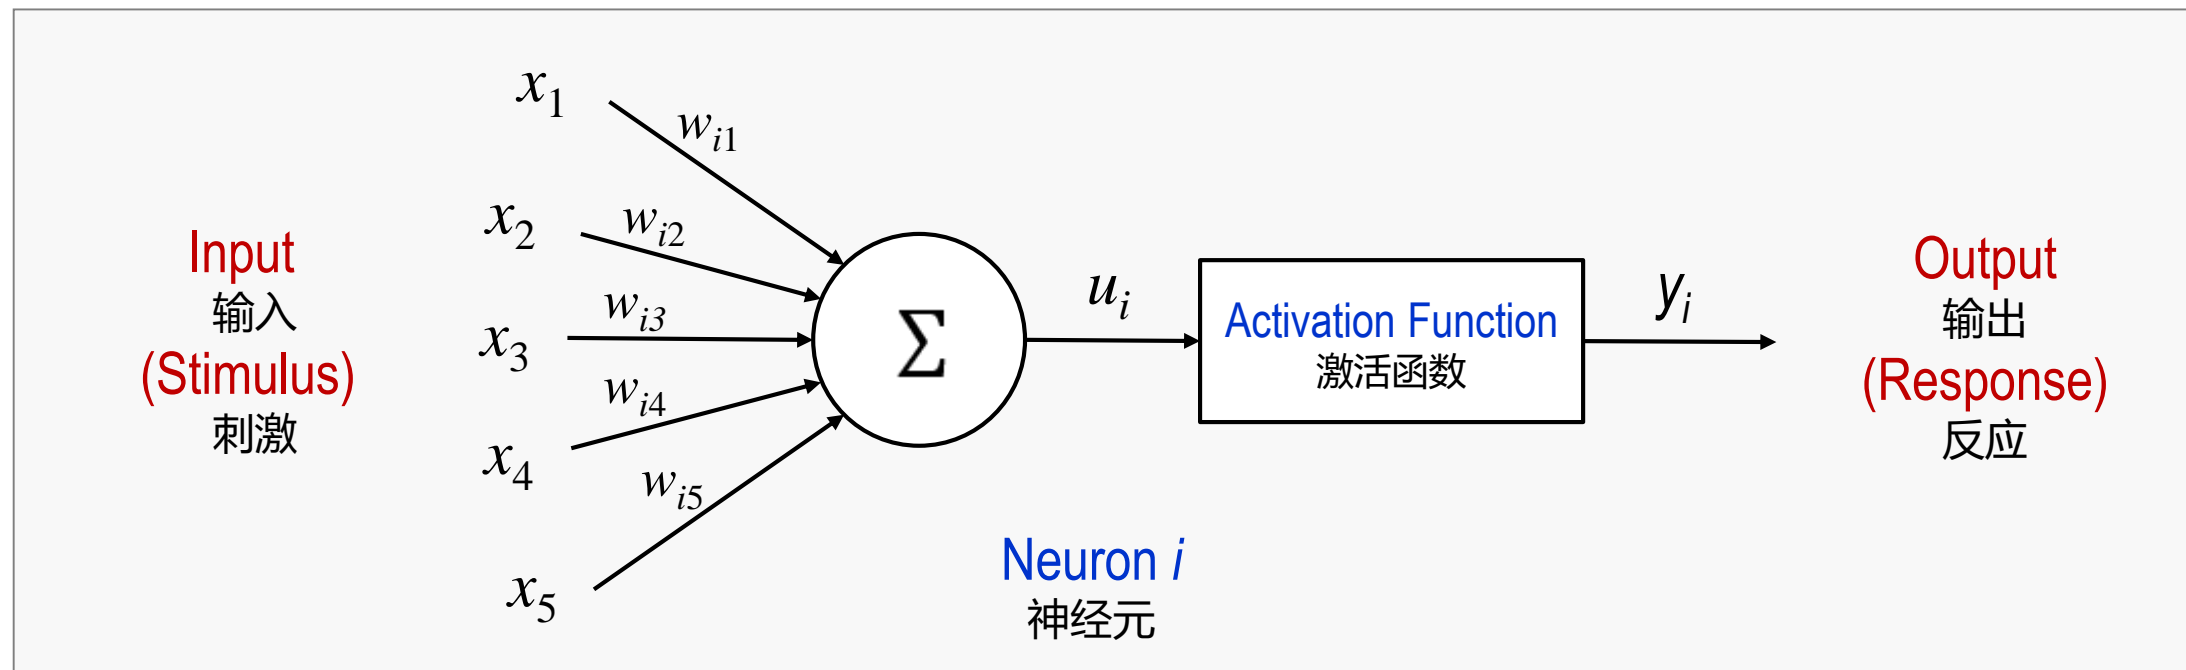 Input
输入
(Stimulus)
刺激
x1
x2
x3
x4
x5
wi1
wi2
wi3
wi4
wi5
Σ
ui
Activation Function
激活函数
yi
Neuron i
神经元
Output
输出
(Response)
反应